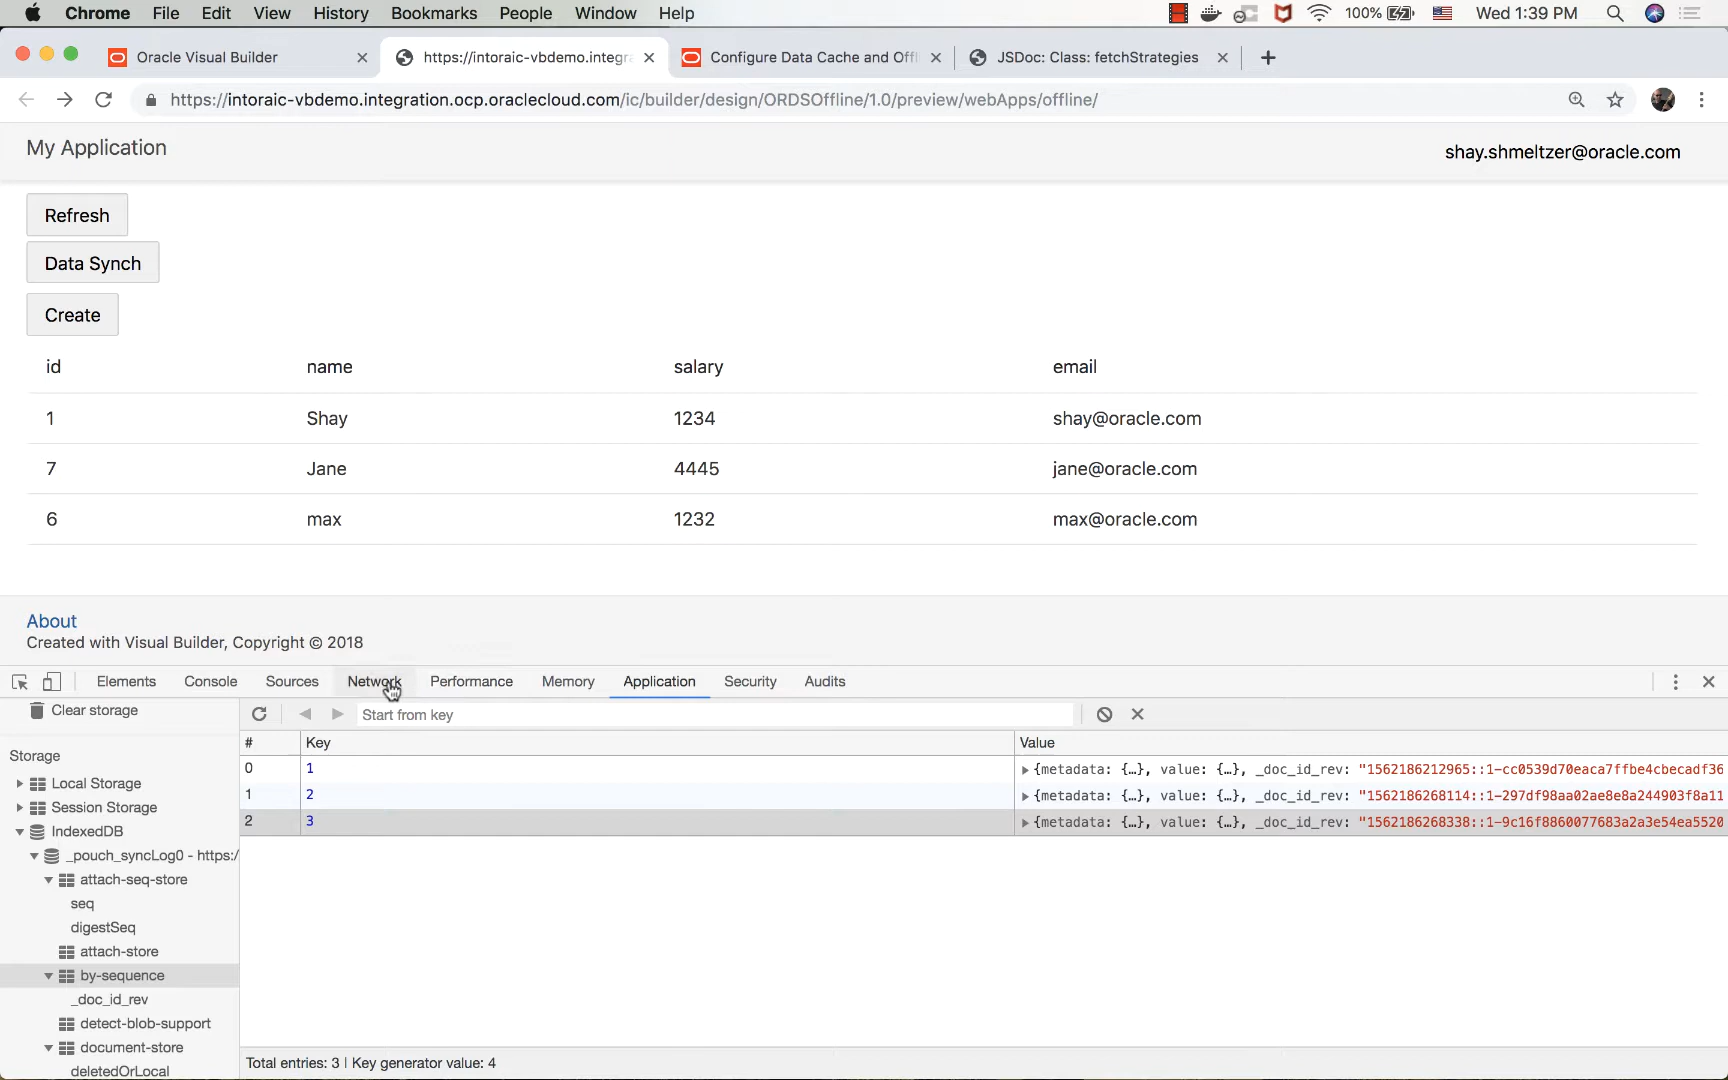 Chrome File Edit View History Bookmarks People Window Help 100% Wed 1:39 PM
Oracle Visual Builder https://intoraic-vbdemo.integra Configure Data Cache and Offl JSDoc: Class: fetchStrategies
https://intoraic-vbdemo.integration.ocp.oraclecloud.com/ic/builder/design/ORDSOffline/1.0/preview/webApps/offline/
My Application shay.shmeltzer@oracle.com
Refresh
Data Synch
Create
id name salary email
1 Shay 1234 shay@oracle.com
7 Jane 4445 jane@oracle.com
6 max 1232 max@oracle.com
About
Created with Visual Builder, Copyright © 2018
Elements Console Sources Network Performance Memory Application Security Audits
Clear storage Start from key
Storage # Key Value
0 1 {metadata: {…}, value: {…}, _doc_id_rev: "1562186212965::1-cc0539d70eaca7ffbe4cbecadf36
Local Storage 1 2 {metadata: {…}, value: {…}, _doc_id_rev: "1562186268114::1-297df98aa02ae8e8a244903f8a11
Session Storage 2 3 {metadata: {…}, value: {…}, _doc_id_rev: "1562186268338::1-9c16f8860077683a2a3e54ea5520
IndexedDB
_pouch_syncLog0 - https:/
attach-seq-store
seq
digestSeq
attach-store
by-sequence
_doc_id_rev
detect-blob-support
document-store
deletedOrLocal
Total entries: 3 | Key generator value: 4